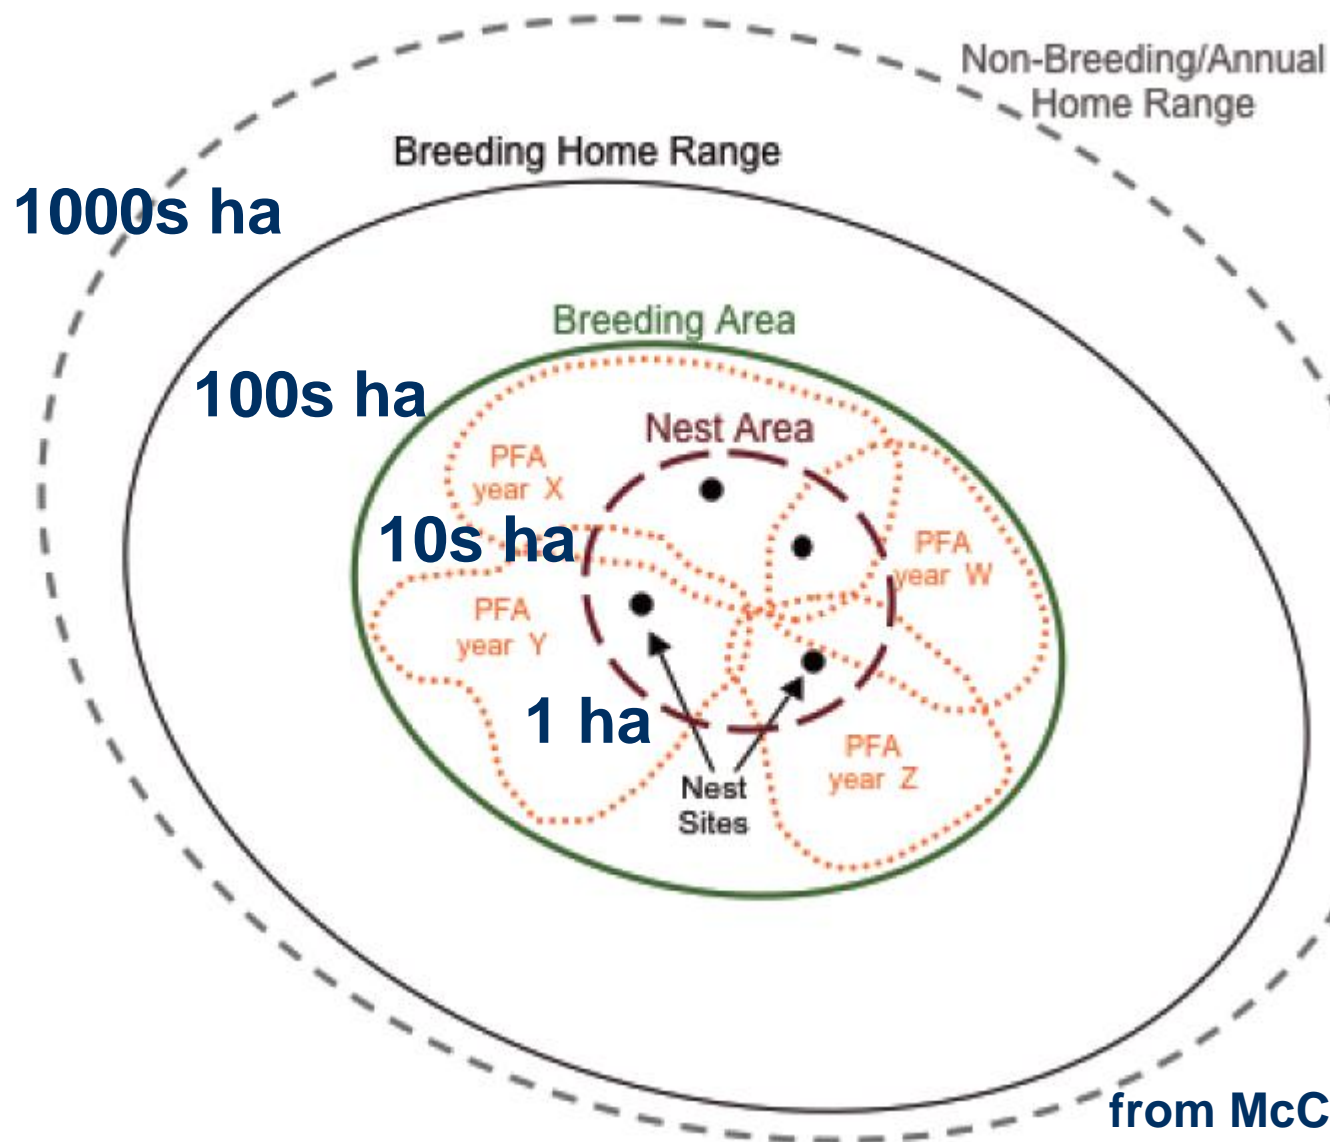 Non-Breeding/Annual
Home Range
Breeding Home Range
1000s ha
Breeding Area
100s ha
Nest Area
PFA
year X
10s ha
PFA
year W
PFA
year Y
1 ha
PFA
year Z
Nest
Sites
from McC